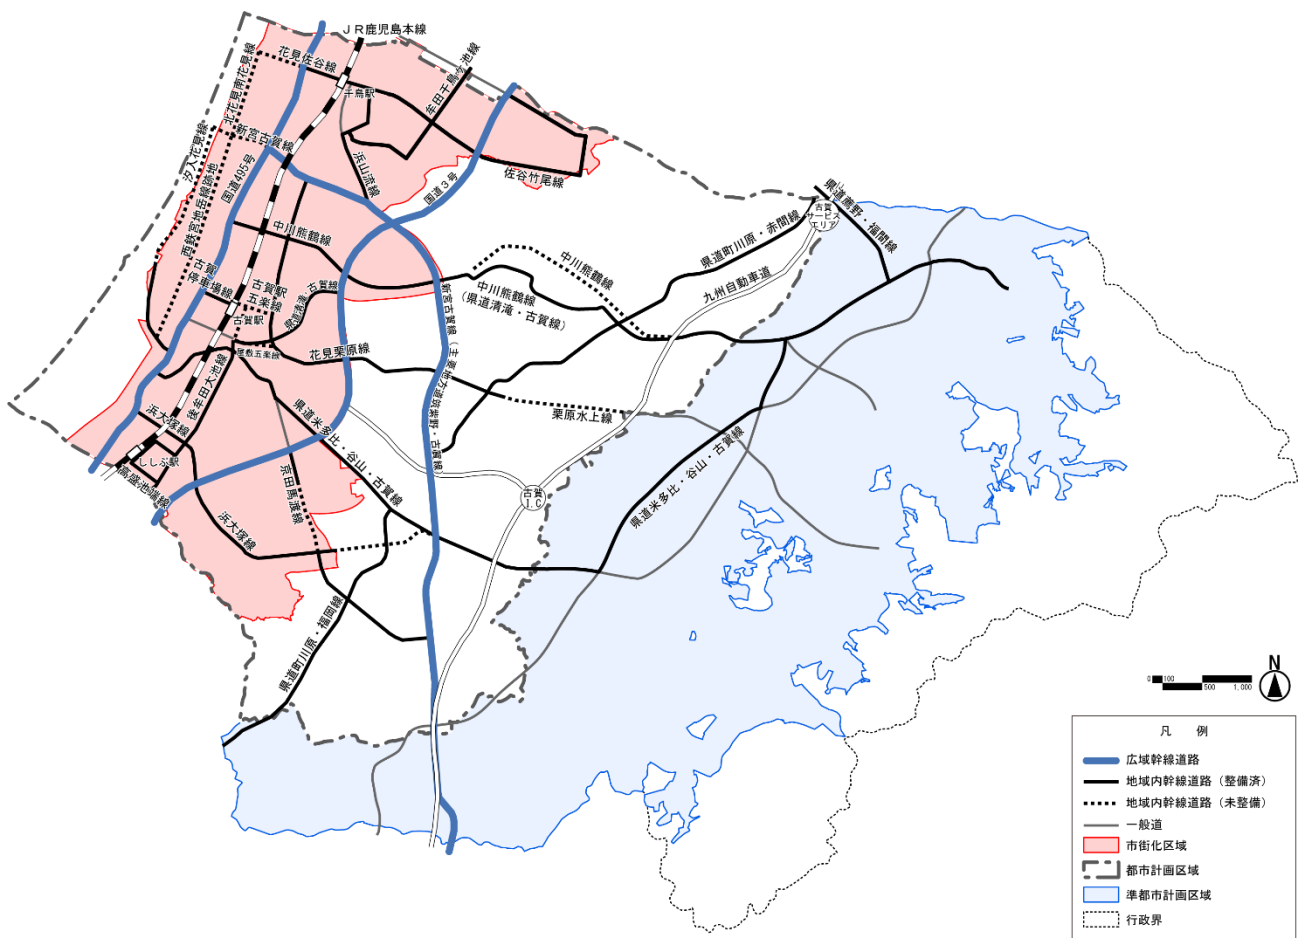 ＪＲ鹿児島本線
花見佐谷線
北花見南花見線
牟田千鳥ヶ池線
千鳥駅
汐入花見線
新宮古賀線
西鉄宮地岳線跡地
国道495号
浜山流線
国道３号
佐谷竹尾線
県道薦野・福間線
古賀
サービス
エリア
県道町川原・赤間線
中川熊鶴線
中川熊鶴線
九州自動車道
古賀
停車場線
古賀駅
五楽線
県道清滝・古賀線
中川熊鶴線
（県道清滝・古賀線）
新宮古賀線（主要地方道筑紫野・古賀線）
古賀駅
屋敷五楽線
花見栗原線
後牟田大池線
栗原水上線
浜大塚線
県道米多比・谷山・古賀線
県道米多比・谷山・古賀線
ししぶ駅
高盛池端線
京田馬渡線
古賀
I.C
浜大塚線
県道町川原・福岡線
N
0
100
500
1,000
凡　例
広域幹線道路
地域内幹線道路（整備済）
地域内幹線道路（未整備）
一般道
市街化区域
都市計画区域
準都市計画区域
行政界